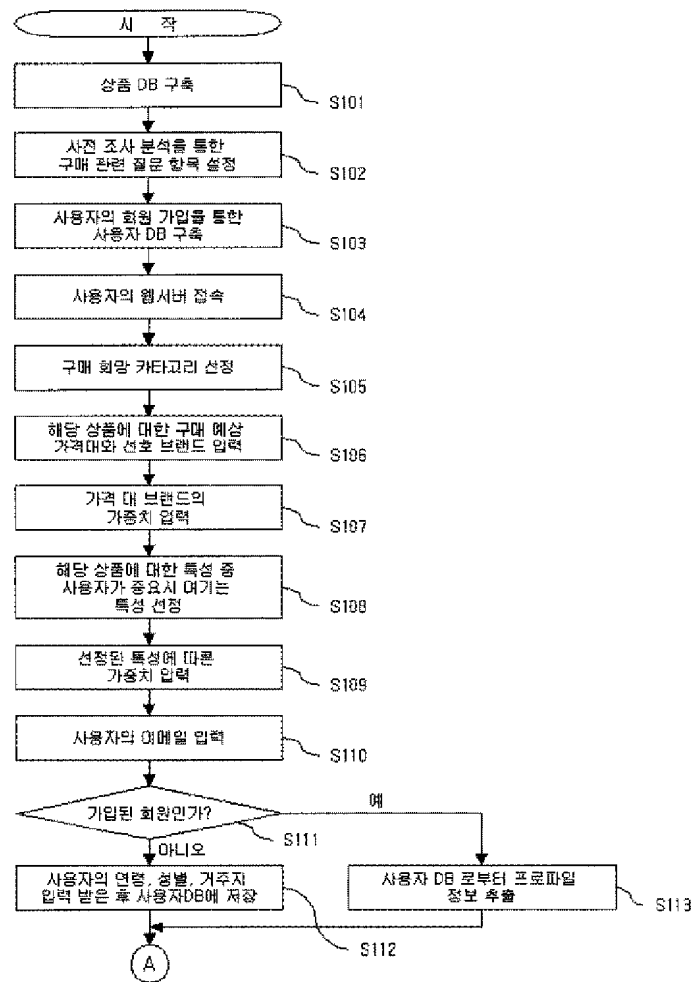 시 작
상품 DB 구축
S101
사전 조사 분석을 통한
구매 관련 질문 항목 설정
S102
사용자의 회원 가입을 통한
사용자 DB 구축
S103
사용자의 웹서버 접속
S104
구매 희망 카타고리 선정
S105
해당 상품에 대한 구매 예상
가격대와 선호 브랜드 입력
S106
가격 대 브랜드의
가중치 입력
S107
해당 상품에 대한 특성 중
사용자가 중요시 여기는
특성 선정
S108
선정된 특성에 따른
가중치 입력
S109
사용자의 이메일 입력
S110
가입된 회원인가?
예
S111
아니오
사용자의 연령, 성별, 거주지
입력 받은 후 사용자DB에 저장
S112
사용자 DB 로부터 프로파일
정보 추출
S113
A